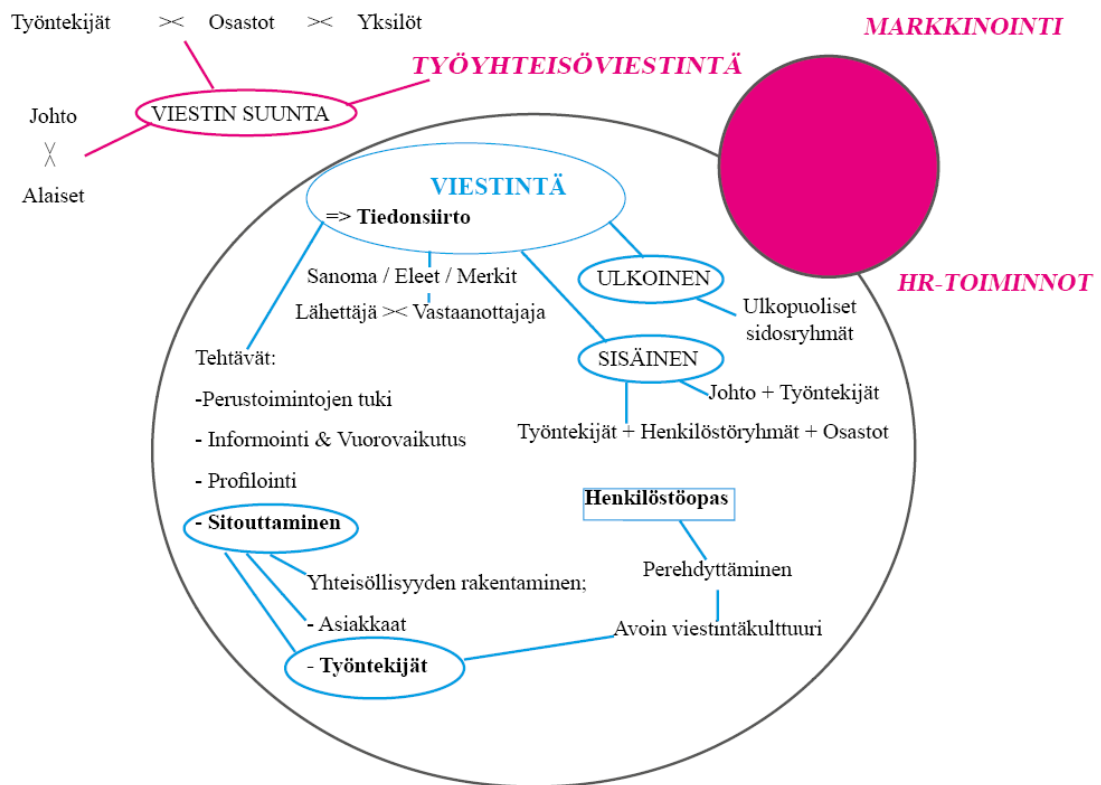 Työntekijät >< Osastot >< Yksilöt
MARKKINOINTI
TYÖYHTEISÖVIESTINTÄ
VIESTIN SUUNTA
Johto
><
Alaiset
VIESTINTÄ
=> Tiedonsiirto
Sanoma / Eleet / Merkit
Lähettäjä >< Vastaanottajaja
ULKOINEN
HR-TOIMINNOT
Ulkopuoliset
sidosryhmät
SISÄINEN
Johto + Työntekijät
Työntekijät + Henkilöstöryhmät + Osastot
Tehtävät:
-Perustoimintojen tuki
- Informointi & Vuorovaikutus
- Profilointi
- Sitouttaminen
Yhteisöllisyyden rakentaminen;
- Asiakkaat
- Työntekijät
Henkilöstöopas
Perehdyttäminen
Avoin viestintäkulttuuri